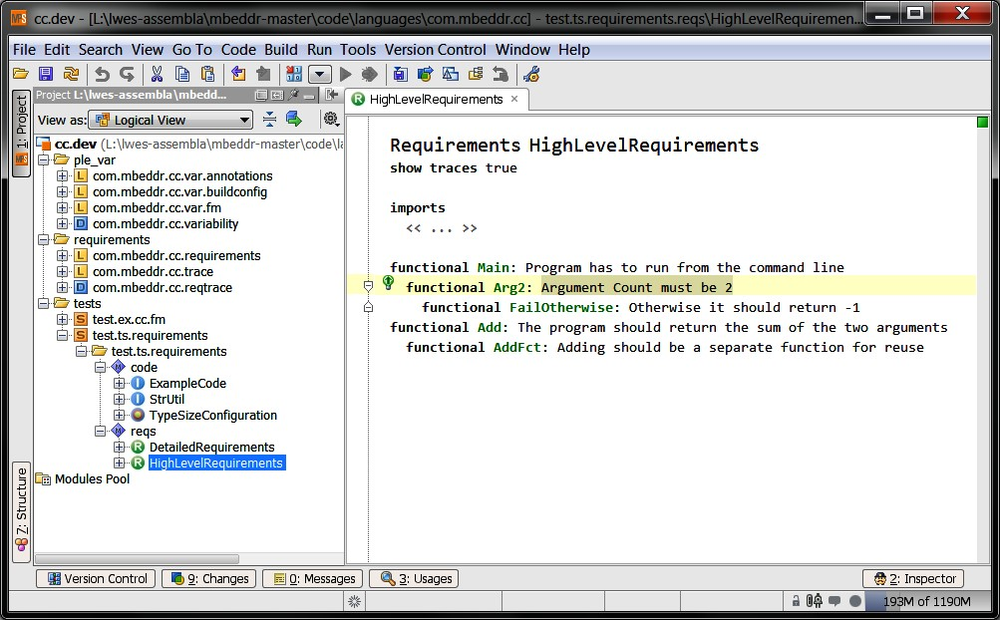 cc.dev - [L:\lwes-assembla\mbeddr-master\code\languages\com.mbeddr.cc] - test.ts.requirements.reqs\HighLevelRequiremen...
File Edit Search View Go To Code Build Run Tools Version Control Window Help
Project L:\lwes-assembla\mbedd...
HighLevelRequirements
1: Project
View as: Logical View
cc.dev (L:\lwes-assembla\mbeddr-master\code\la
ple_var
com.mbeddr.cc.var.annotations
com.mbeddr.cc.var.buildconfig
com.mbeddr.cc.var.fm
com.mbeddr.cc.variability
requirements
com.mbeddr.cc.requirements
com.mbeddr.cc.trace
com.mbeddr.cc.reqtrace
tests
test.ex.cc.fm
test.ts.requirements
test.ts.requirements
code
ExampleCode
StrUtil
TypeSizeConfiguration
reqs
DetailedRequirements
HighLevelRequirements
Modules Pool
Z: Structure
Requirements HighLevelRequirements
show traces true
imports
<< ... >>
functional Main: Program has to run from the command line
functional Arg2: Argument Count must be 2
functional FailOtherwise: Otherwise it should return -1
functional Add: The program should return the sum of the two arguments
functional AddFct: Adding should be a separate function for reuse
Version Control 9: Changes 0: Messages 3: Usages 2: Inspector
193M of 1190M